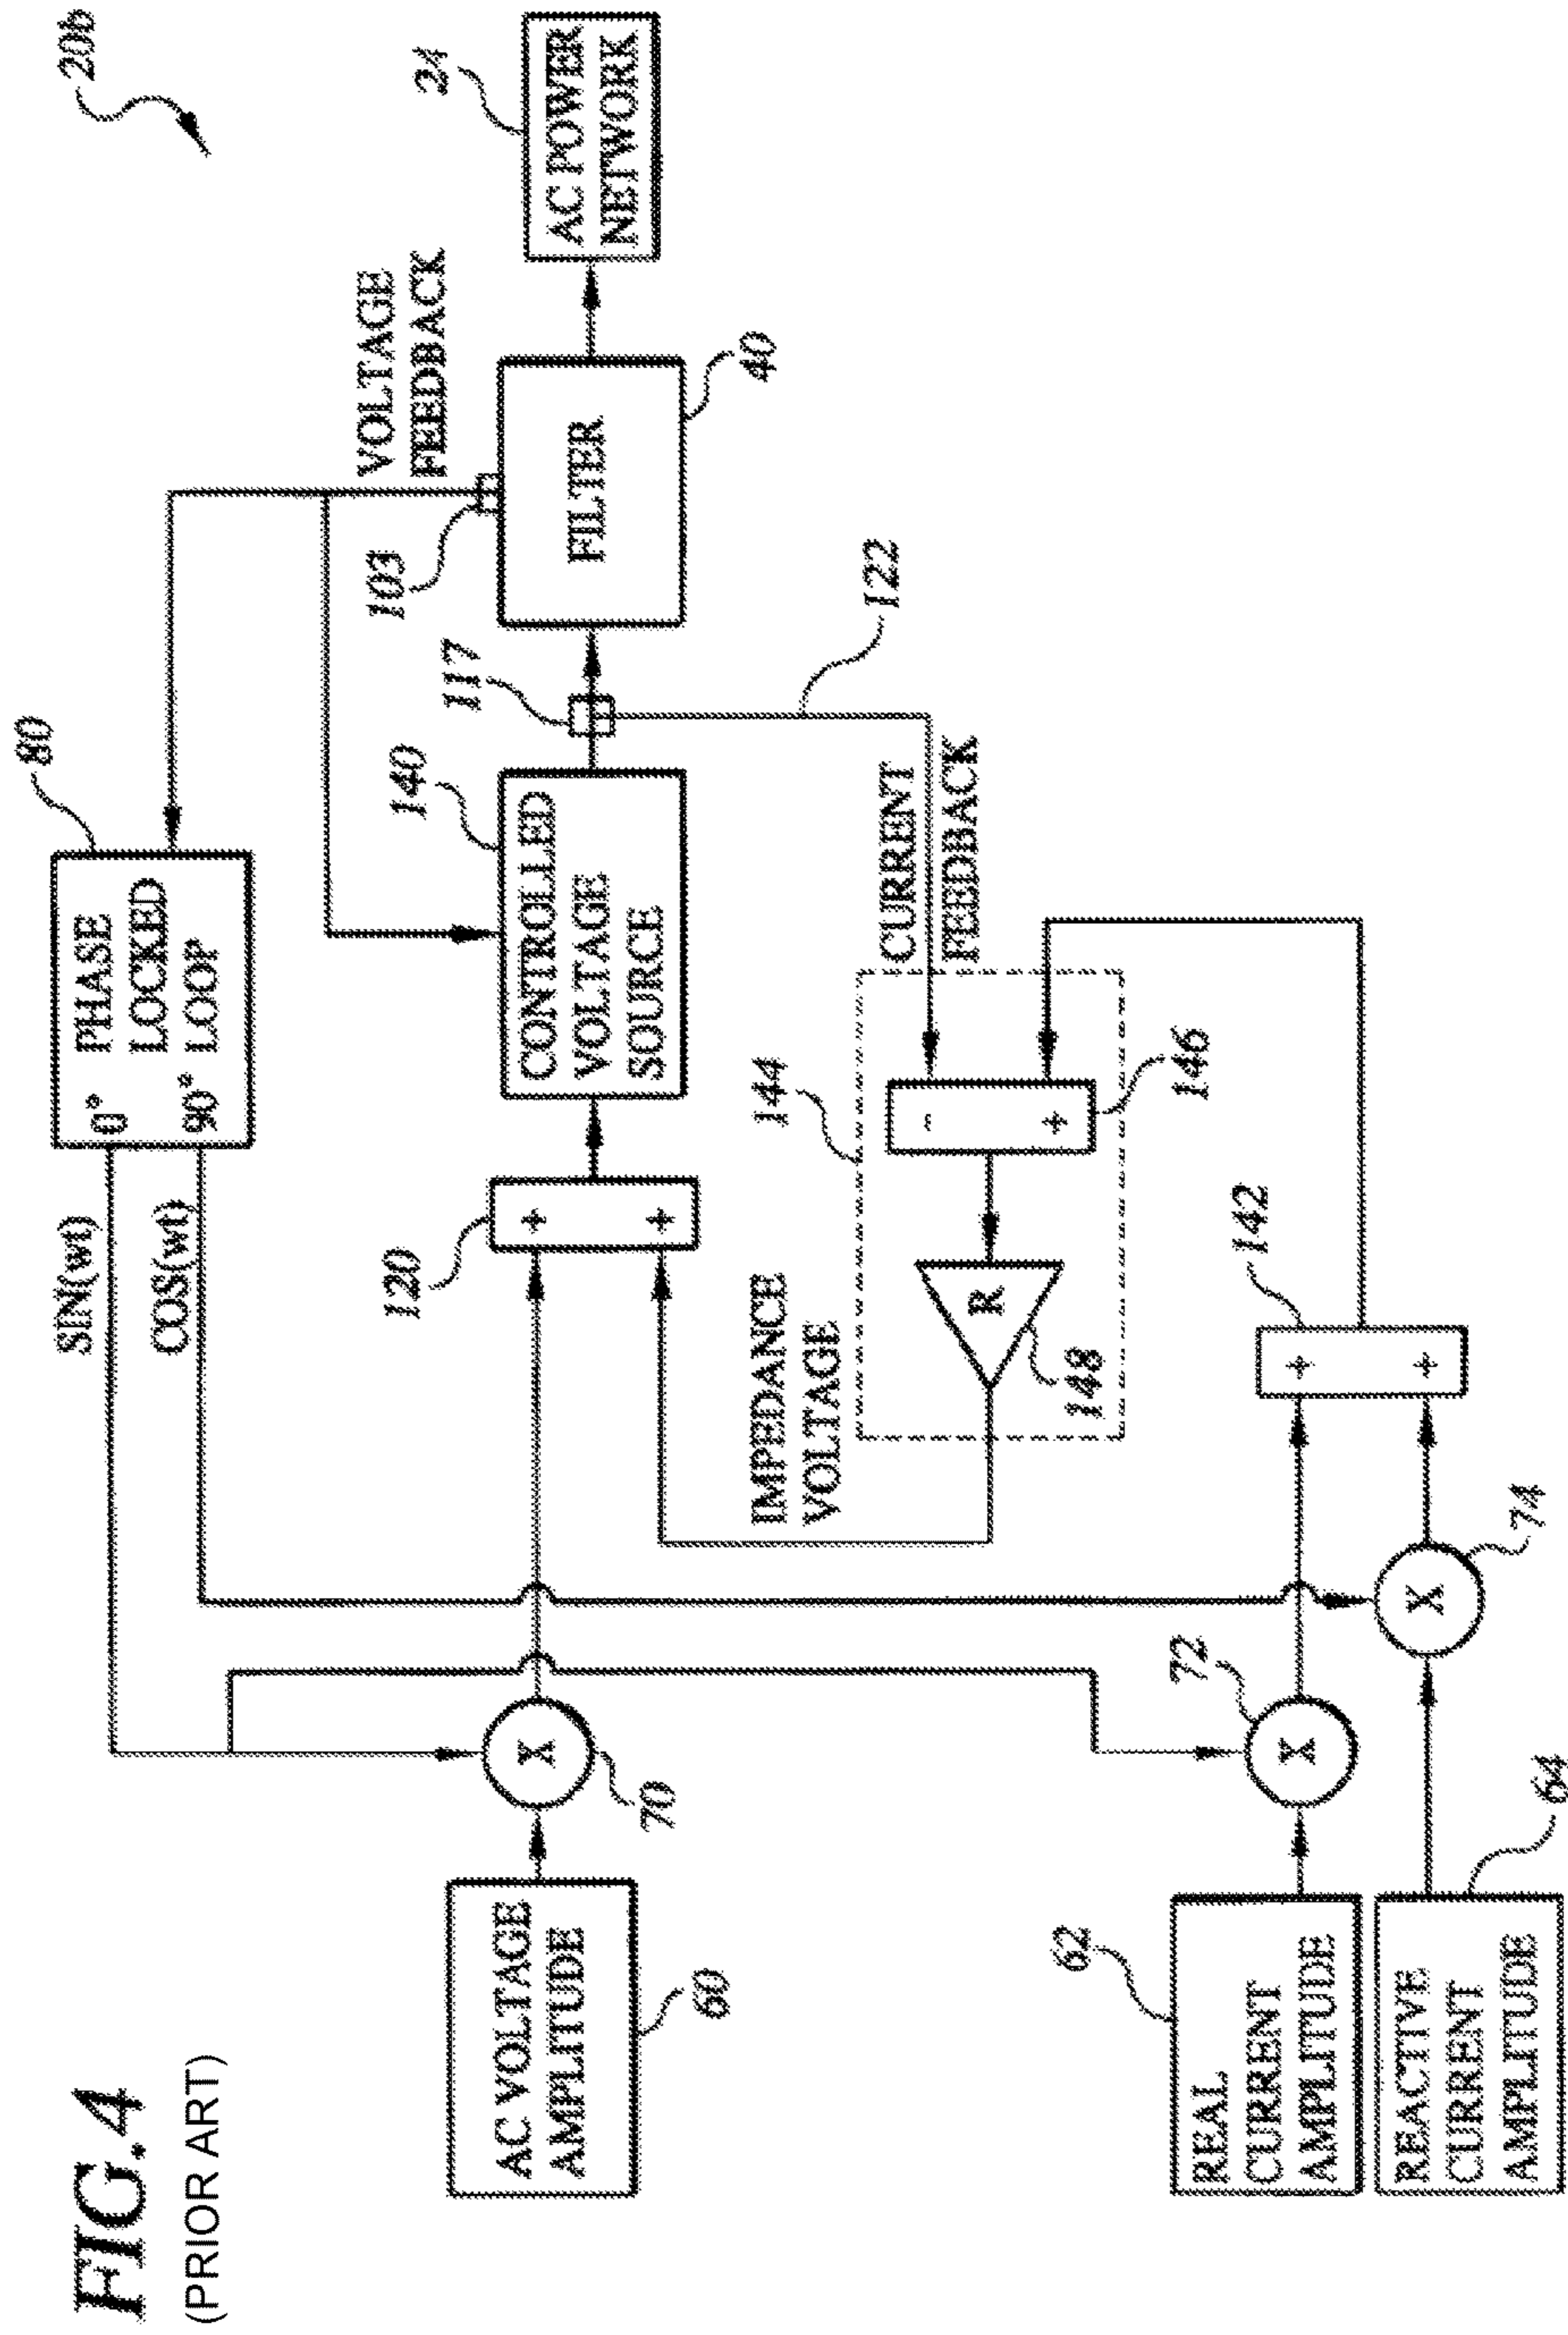 FIG.4
(PRIOR ART)
20b
80
PHASE
LOCKED
LOOP
0°
90°
SIN(wt)
COS(wt)
VOLTAGE
FEEDBACK
103
24
AC POWER
NETWORK
FILTER
40
117
140
CONTROLLED
VOLTAGE
SOURCE
120
+
+
AC VOLTAGE
AMPLITUDE
60
X
70
122
CURRENT
FEEDBACK
144
-
+
146
R
148
IMPEDANCE
VOLTAGE
142
+
+
62
REAL
CURRENT
AMPLITUDE
X
72
X
74
REACTIVE
CURRENT
AMPLITUDE
64